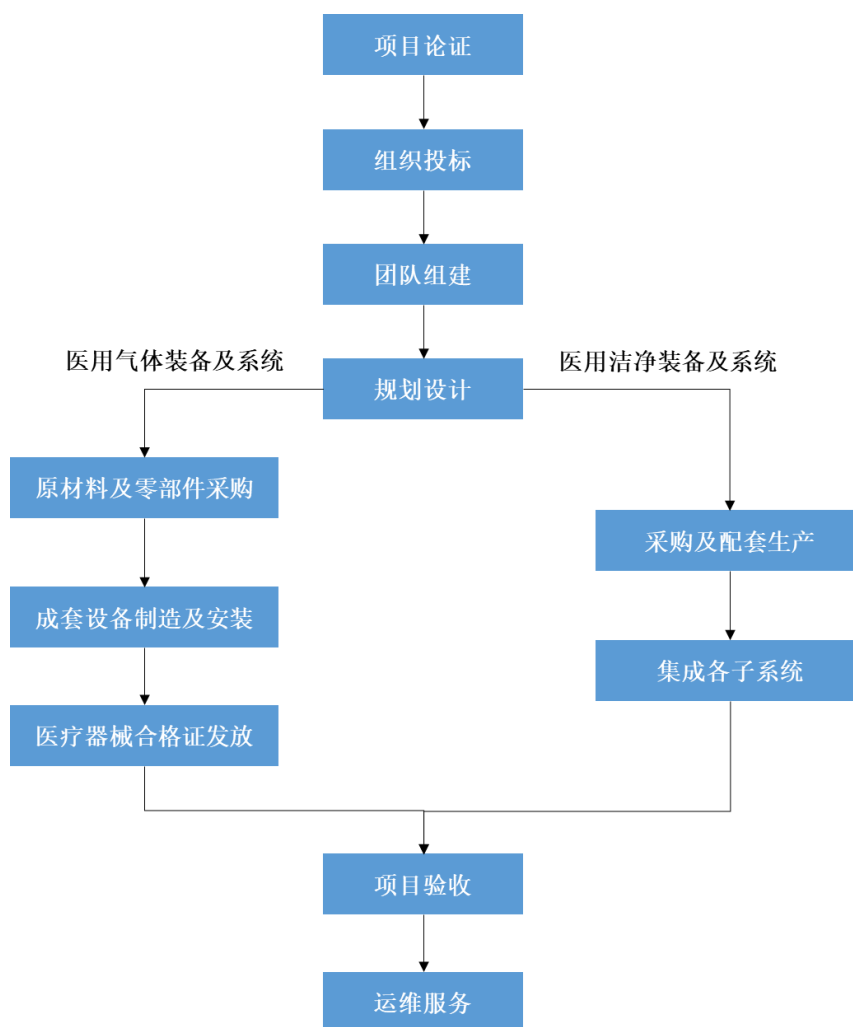 项目论证
组织投标
团队组建
医用气体装备及系统
医用洁净装备及系统
规划设计
原材料及零部件采购
采购及配套生产
成套设备制造及安装
集成各子系统
医疗器械合格证发放
项目验收
运维服务